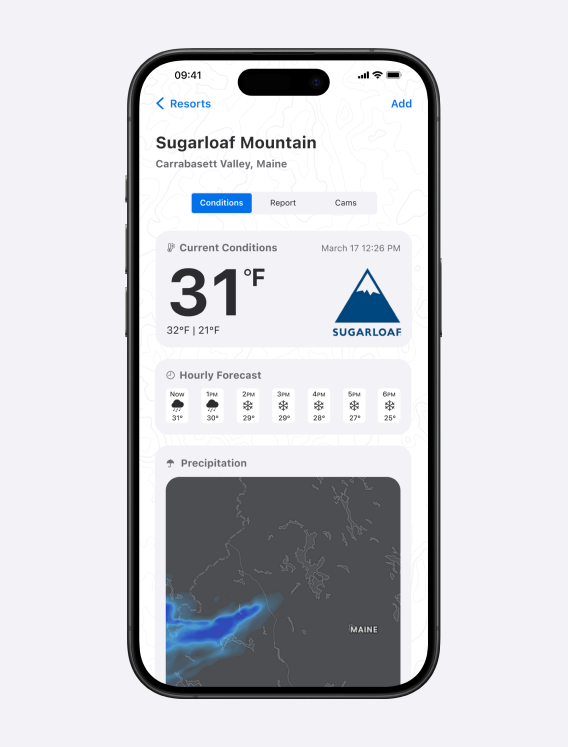 09:41
Resorts Add
Sugarloaf Mountain
Carrabasett Valley, Maine
Conditions Report Cams
Current Conditions March 17 12:26 PM
31°F
32°F | 21°F
SUGARLOAF
Hourly Forecast
Now 1PM 2PM 3PM 4PM 5PM 6PM
31° 30° 29° 29° 28° 27° 25°
Precipitation
MAINE